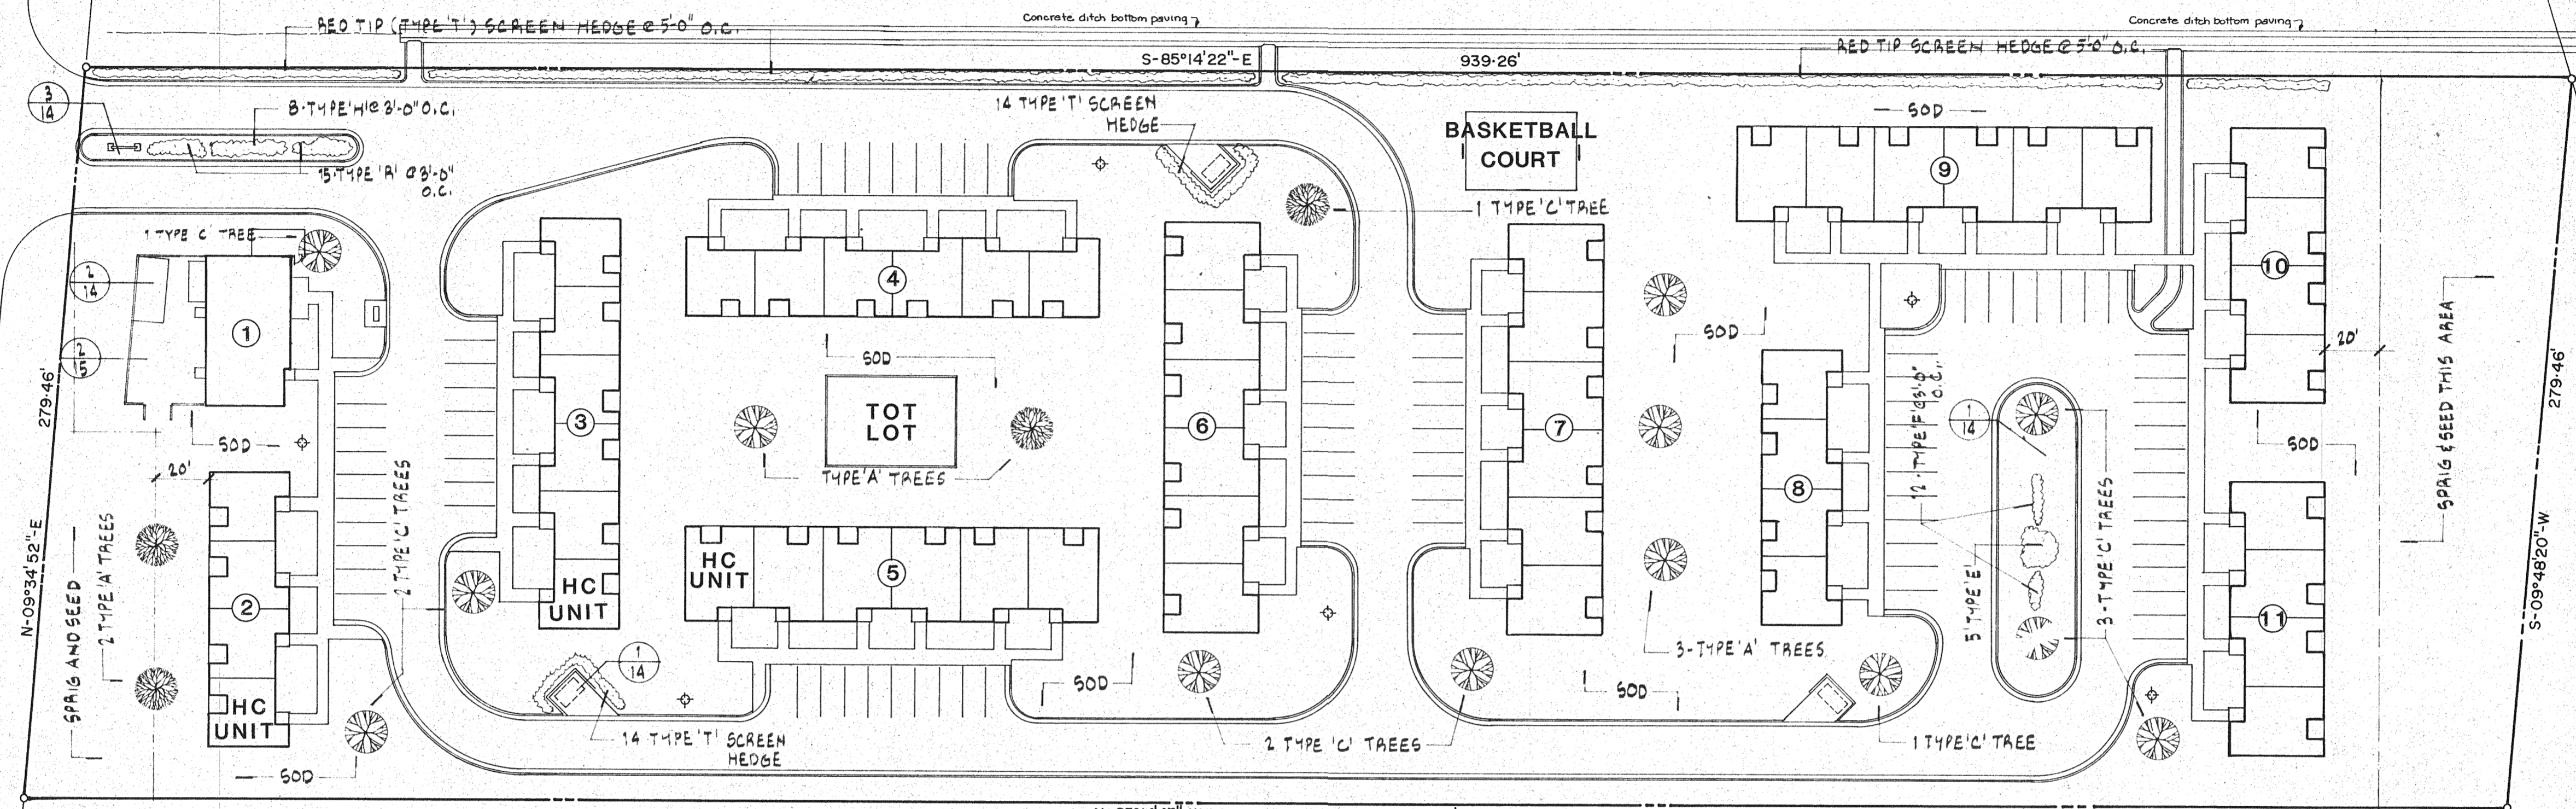 Concrete ditch bottom paving
Concrete ditch bottom paving
RED TIP (TYPE 'T') SCREEN HEDGE @ 5'-0" O.C.
RED TIP SCREEN HEDGE @ 5'-0" O.C.
S-85°14'22"-E
939.26'
3
14
8-TYPE 'H' @ 3'-0" O.C.
15-TYPE 'R' @ 3'-0"
O.C.
14 TYPE 'T' SCREEN
HEDGE
BASKETBALL
COURT
SOD
9
1 TYPE 'C' TREE
1 TYPE 'C' TREE
2
14
1
2
5
4
10
SOD
SOD
20'
SPRIG & SEED THIS AREA
279.46'
279.46'
TOT
LOT
3
6
7
8
12-TYPE 'F' @ 3'-0"
O.C.
1
14
SOD
SOD
TYPE 'A' TREES
20'
2 TYPE 'C' TREES
2 TYPE 'A' TREES
SPRIG AND SEED
N-09°34'52"-E
S-09°48'20"-W
HC
UNIT
5
HC
UNIT
2
5 TYPE 'E'
3-TYPE 'C' TREES
11
3-TYPE 'A' TREES
1
14
SOD
SOD
HC
UNIT
14 TYPE 'T' SCREEN
HEDGE
2 TYPE 'C' TREES
1 TYPE 'C' TREE
SOD